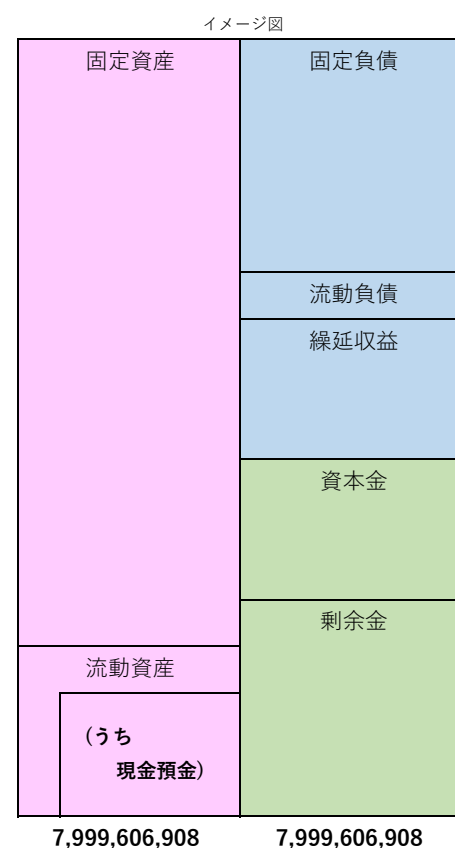 イメージ図
固定資産
固定負債
流動負債
繰延収益
資本金
剰余金
流動資産
(うち
現金預金)
7,999,606,908
7,999,606,908